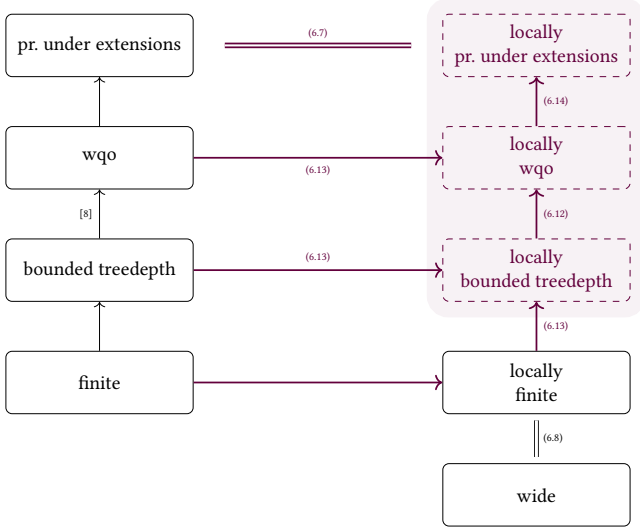 (6.7)
pr. under extensions
locally
pr. under extensions
(6.14)
wqo
locally
wqo
(6.13)
[8]
(6.12)
bounded treedepth
locally
bounded treedepth
(6.13)
(6.13)
finite
locally
finite
(6.8)
wide